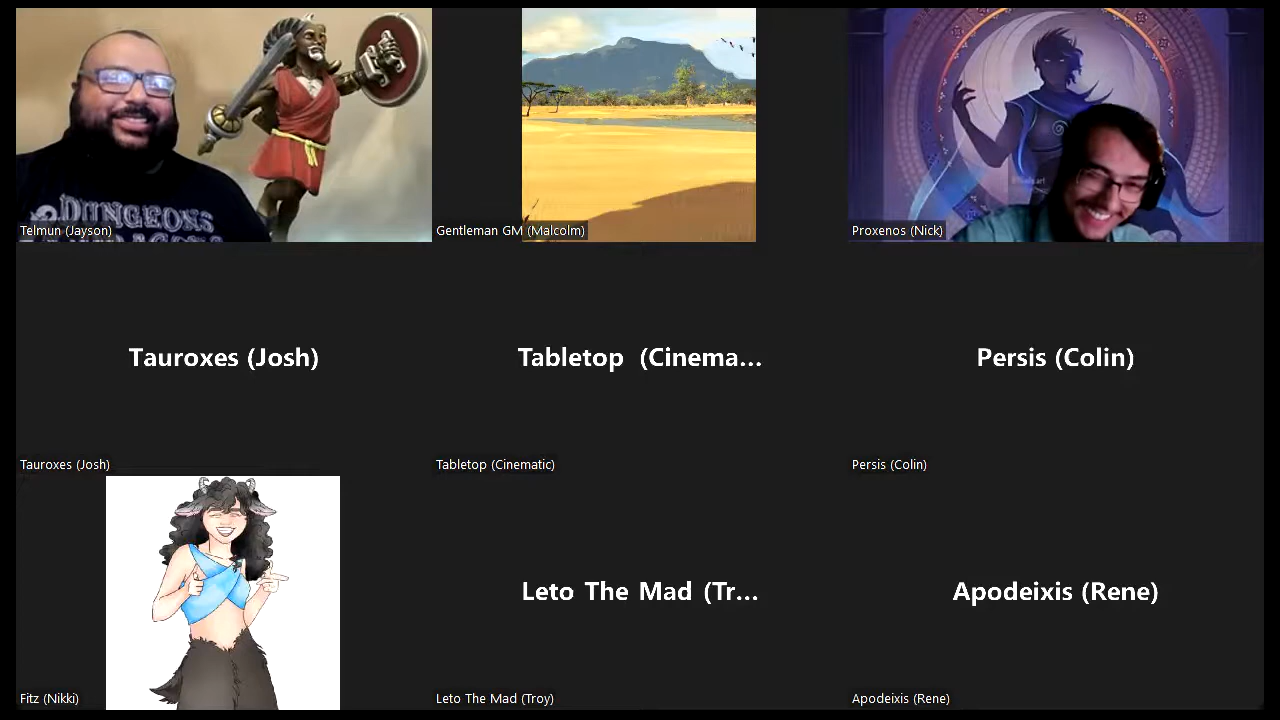 DUNGEONS
Telmun (Jayson)
Gentleman GM (Malcolm)
Proxenos (Nick)
Tauroxes (Josh)
Tabletop (Cinema...
Persis (Colin)
Tauroxes (Josh)
Tabletop (Cinematic)
Persis (Colin)
Leto The Mad (Tr...
Apodeixis (Rene)
Fitz (Nikki)
Leto The Mad (Troy)
Apodeixis (Rene)